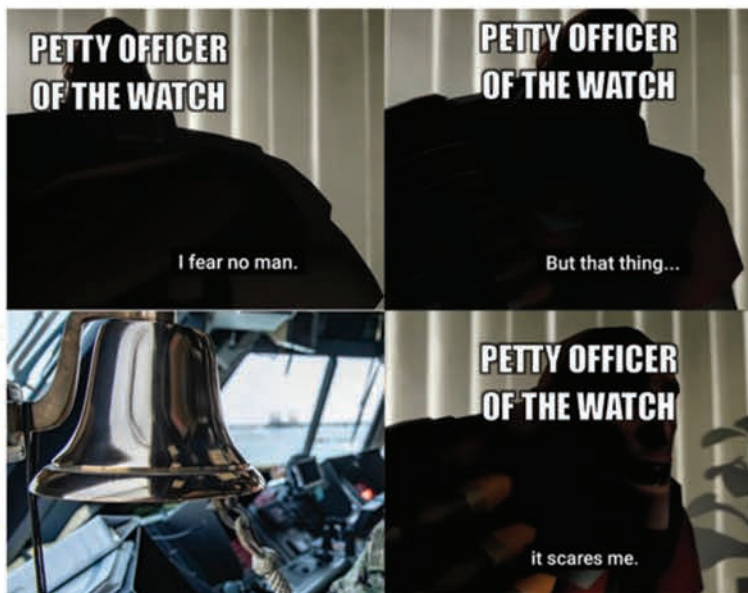 PETTY OFFICER
OF THE WATCH
I fear no man.
PETTY OFFICER
OF THE WATCH
But that thing...
PETTY OFFICER
OF THE WATCH
it scares me.